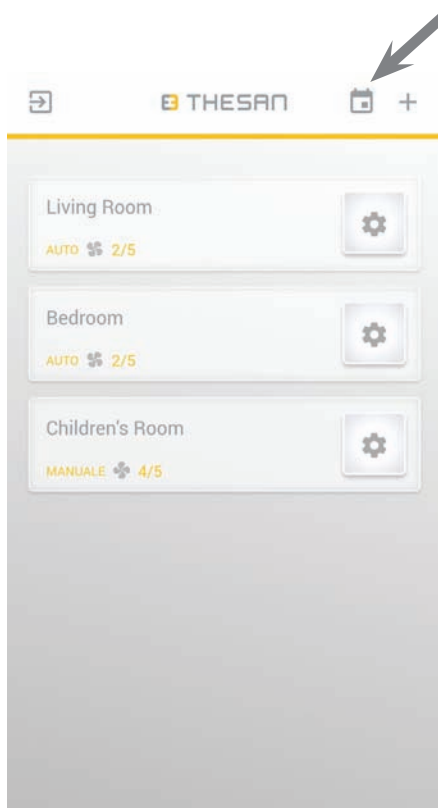 THESAN
Living Room
AUTO 2/5
Bedroom
AUTO 2/5
Children's Room
MANUALE 4/5